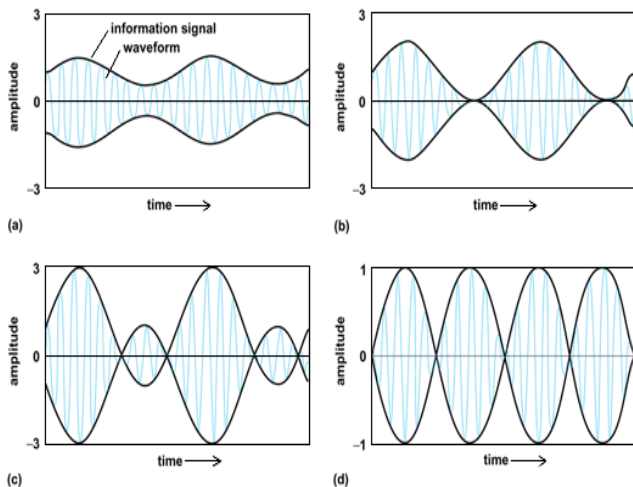 3
information signal
waveform
amplitude
0
–3
time
(a)
3
amplitude
0
–3
time
(b)
3
amplitude
0
–3
time
(c)
1
amplitude
0
–1
time
(d)